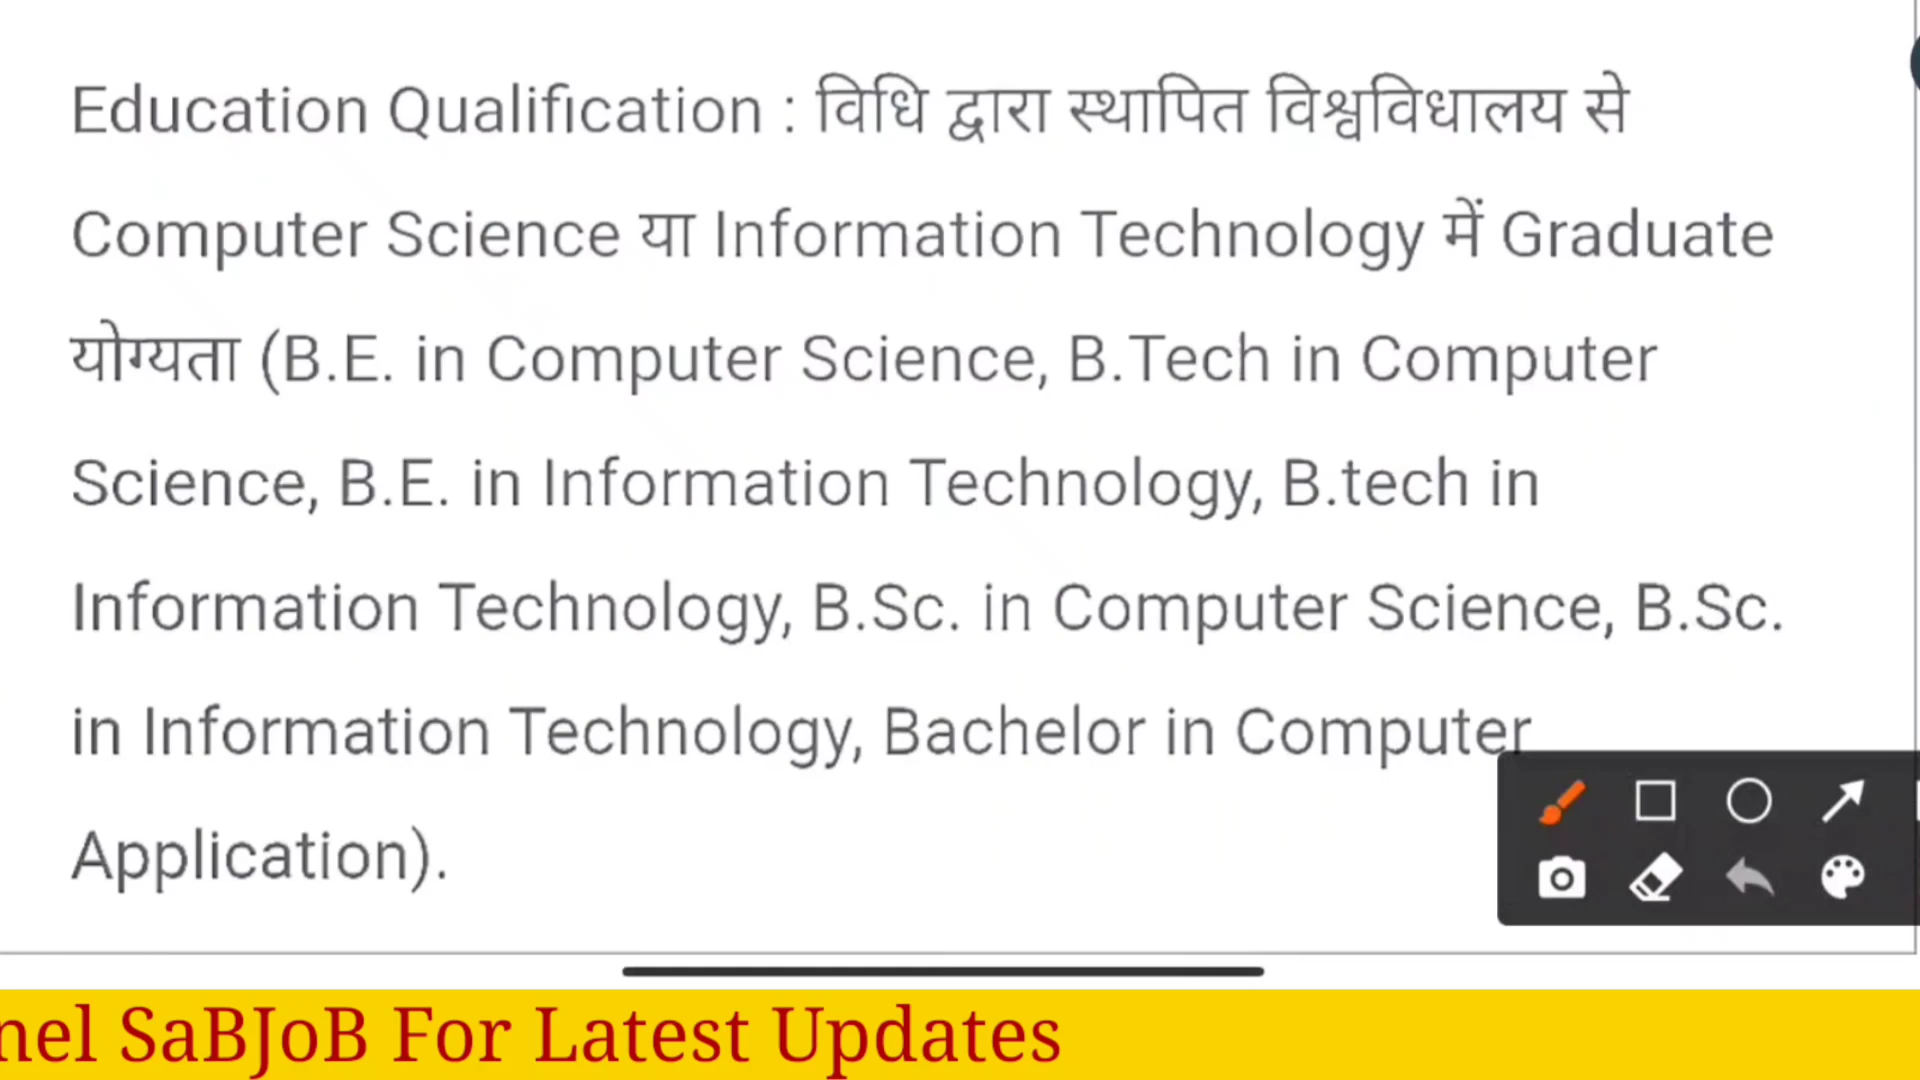 Education Qualification : विधि द्वारा स्थापित विश्वविधालय से
Computer Science या Information Technology में Graduate
योग्यता (B.E. in Computer Science, B.Tech in Computer
Science, B.E. in Information Technology, B.tech in
Information Technology, B.Sc. in Computer Science, B.Sc.
in Information Technology, Bachelor in Computer
Application).
nel SaBJoB For Latest Updates